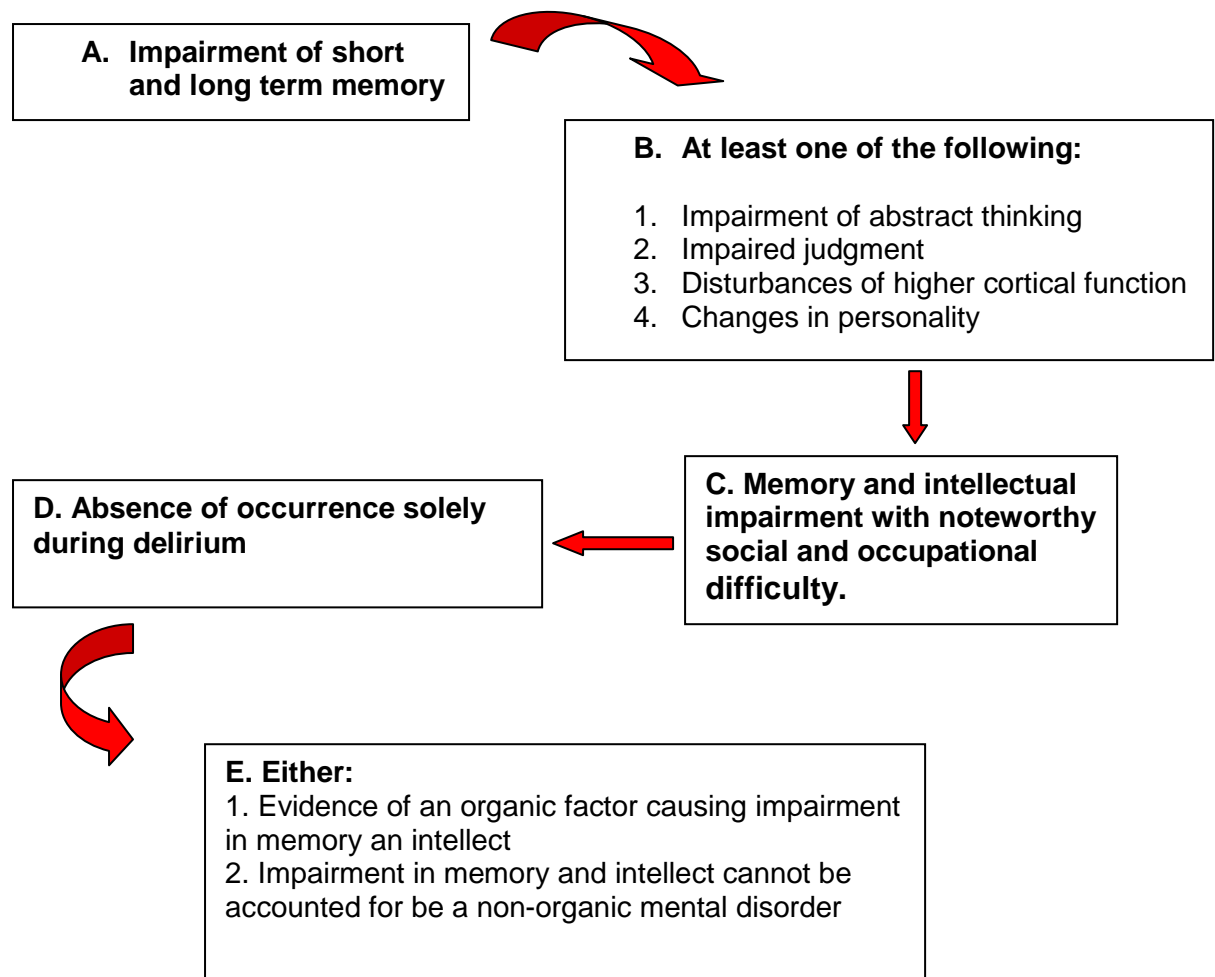 A. Impairment of short
and long term memory
B. At least one of the following:
1. Impairment of abstract thinking
2. Impaired judgment
3. Disturbances of higher cortical function
4. Changes in personality
C. Memory and intellectual
impairment with noteworthy
social and occupational
difficulty.
D. Absence of occurrence solely
during delirium
E. Either:
1. Evidence of an organic factor causing impairment
in memory an intellect
2. Impairment in memory and intellect cannot be
accounted for be a non-organic mental disorder